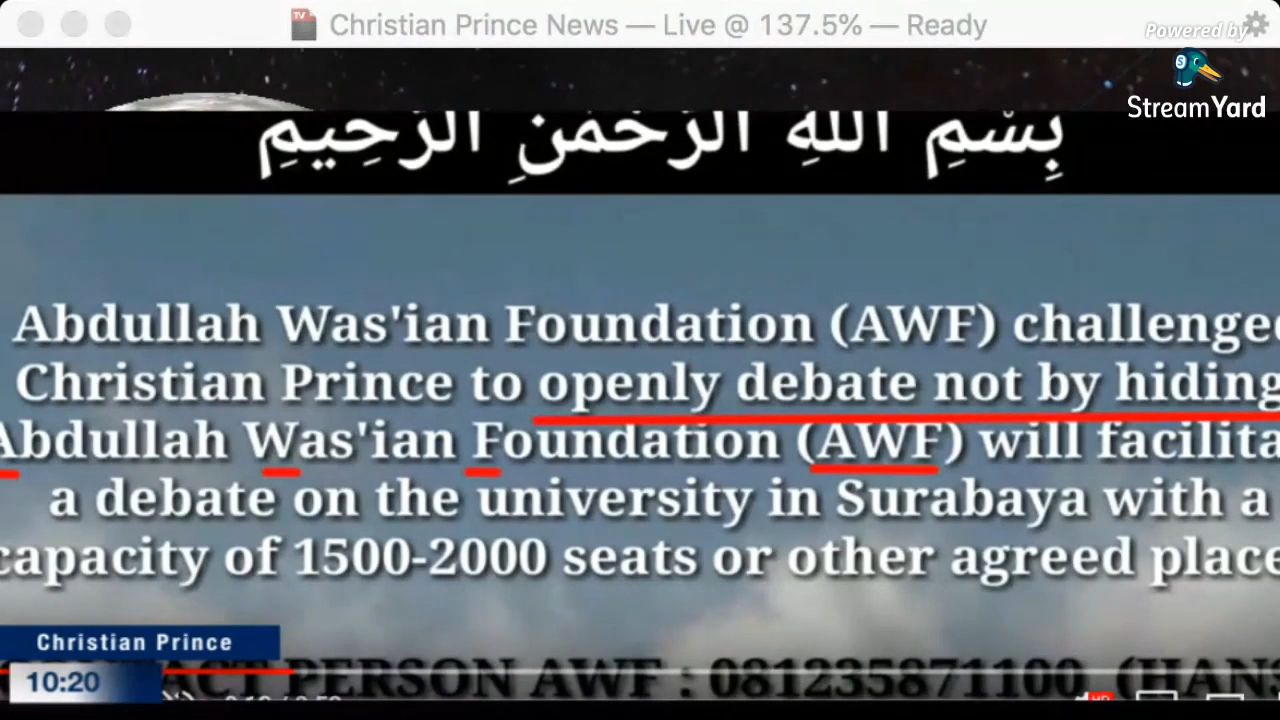 Christian Prince News — Live @ 137.5% — Ready
Powered by
StreamYard
بِسْمِ اللهِ الرَّحْمَنِ الرَّحِيمِ
Abdullah Was'ian Foundation (AWF) challenge
Christian Prince to openly debate not by hiding
Abdullah Was'ian Foundation (AWF) will facilita
a debate on the university in Surabaya with a
capacity of 1500-2000 seats or other agreed place
Christian Prince
PERSON AWF : 081235871100 (HANS
10:20
HD